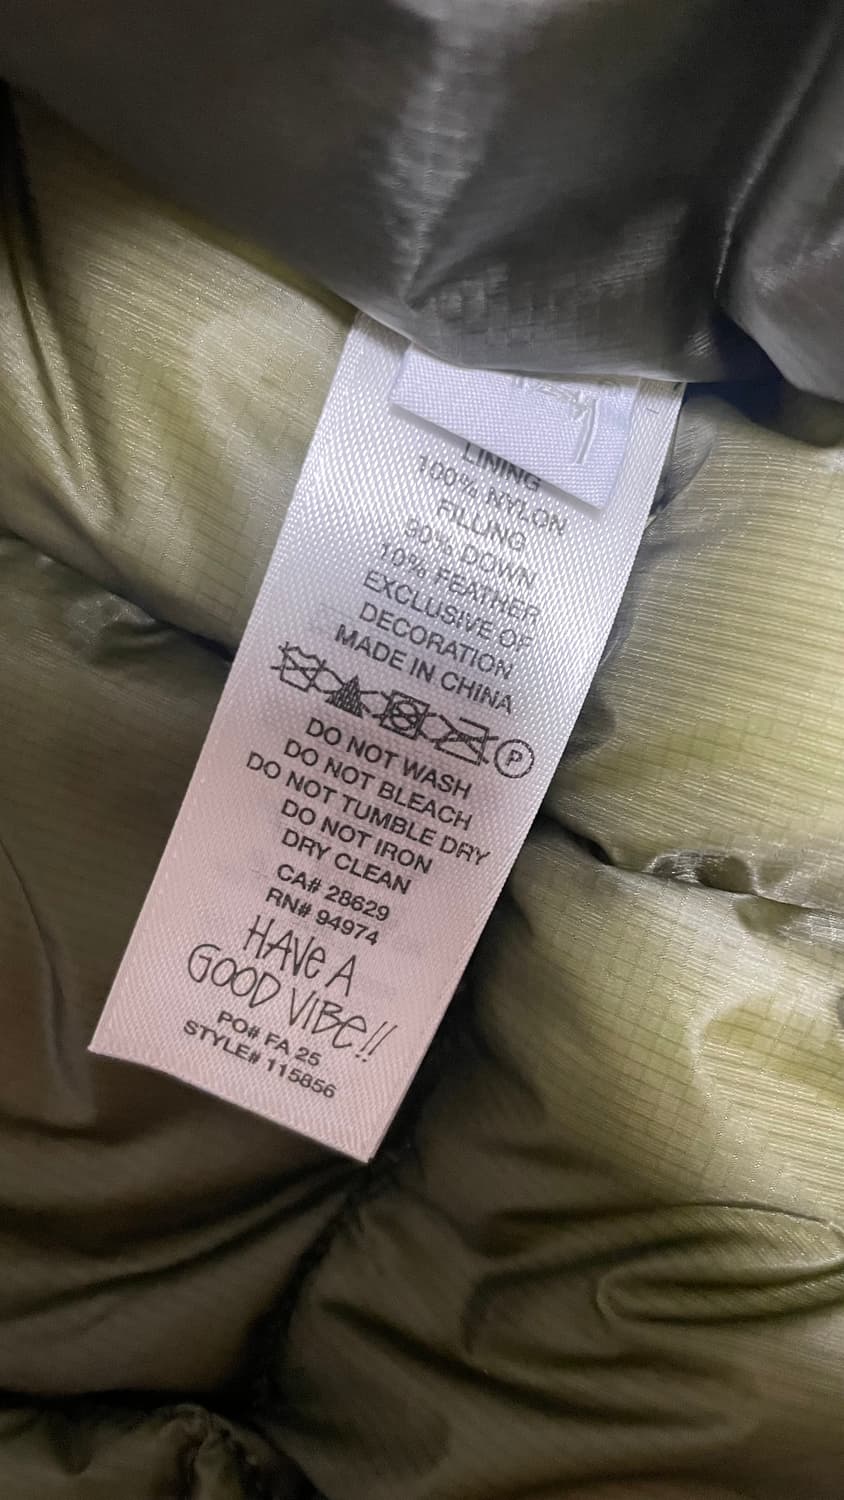 LINING
100% NYLON
FILLING
90% DOWN
10% FEATHER
EXCLUSIVE OF
DECORATION
MADE IN CHINA
P
DO NOT WASH
DO NOT BLEACH
DO NOT TUMBLE DRY
DO NOT IRON
DRY CLEAN
CA# 28629
RN# 94974
HAVE A
GOOD VIBE!!
PO# FA 25
STYLE# 115856